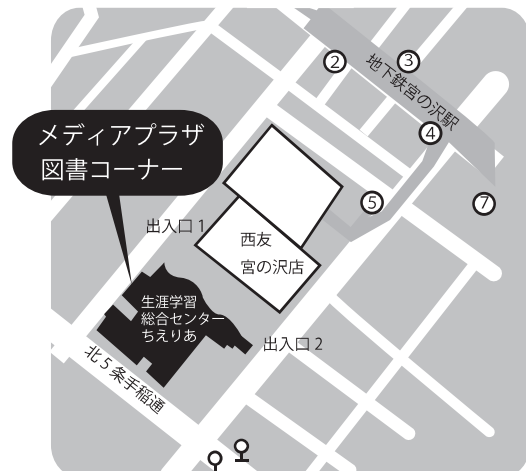 メディアプラザ
図書コーナー
②
③
地下鉄宮の沢駅
④
⑤
⑦
出入口 1
西友
宮の沢店
生涯学習
総合センター
ちえりあ
出入口 2
北 5 条手稲通